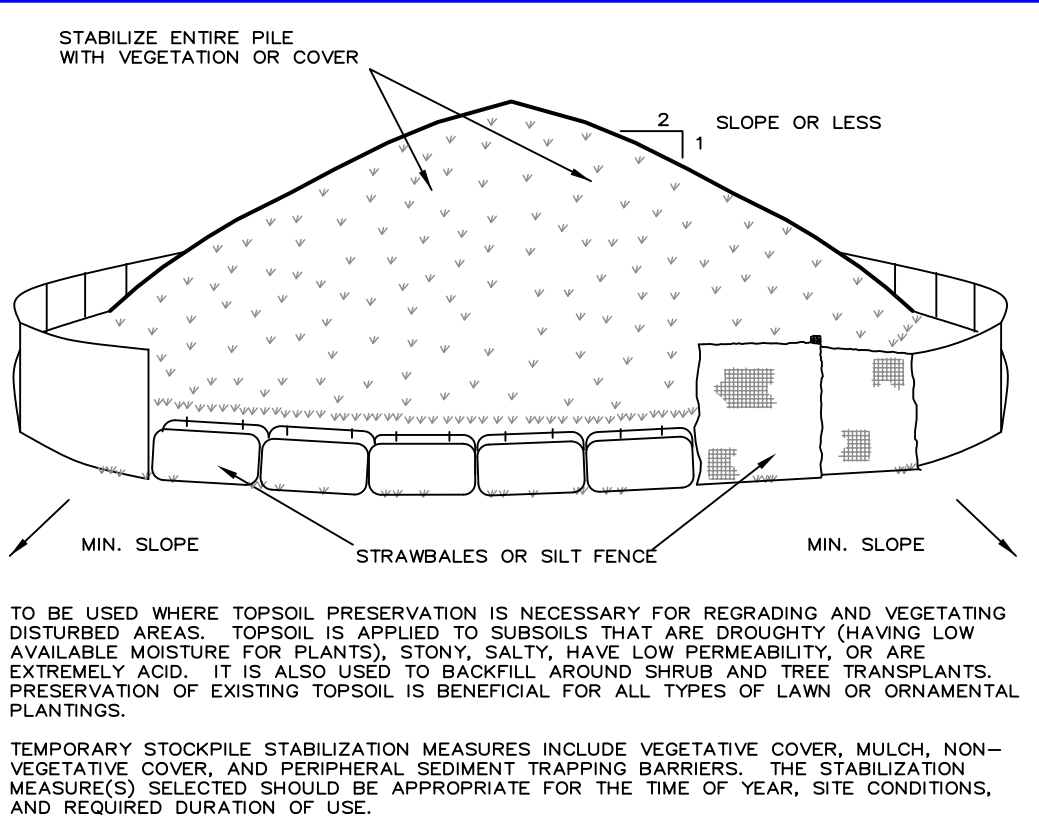 STABILIZE ENTIRE PILE
WITH VEGETATION OR COVER
2
1
SLOPE OR LESS
MIN. SLOPE
STRAWBALES OR SILT FENCE
MIN. SLOPE
TO BE USED WHERE TOPSOIL PRESERVATION IS NECESSARY FOR REGRADING AND VEGETATING
DISTURBED AREAS.  TOPSOIL IS APPLIED TO SUBSOILS THAT ARE DROUGHTY (HAVING LOW
AVAILABLE MOISTURE FOR PLANTS), STONY, SALTY, HAVE LOW PERMEABILITY, OR ARE
EXTREMELY ACID.  IT IS ALSO USED TO BACKFILL AROUND SHRUB AND TREE TRANSPLANTS.
PRESERVATION OF EXISTING TOPSOIL IS BENEFICIAL FOR ALL TYPES OF LAWN OR ORNAMENTAL
PLANTINGS.
TEMPORARY STOCKPILE STABILIZATION MEASURES INCLUDE VEGETATIVE COVER, MULCH, NON-
VEGETATIVE COVER, AND PERIPHERAL SEDIMENT TRAPPING BARRIERS.  THE STABILIZATION
MEASURE(S) SELECTED SHOULD BE APPROPRIATE FOR THE TIME OF YEAR, SITE CONDITIONS,
AND REQUIRED DURATION OF USE.